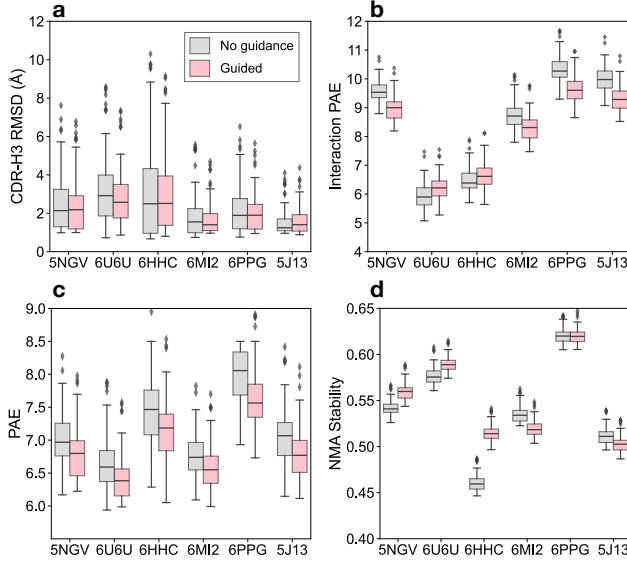 a
CDR-H3 RMSD (Å)
12
10
8
6
4
2
0
No guidance
Guided
5NGV 6U6U 6HHC 6MI2 6PPG 5J13
b
Interaction PAE
12
11
10
9
8
7
6
5
4
5NGV 6U6U 6HHC 6MI2 6PPG 5J13
c
PAE
9.0
8.5
8.0
7.5
7.0
6.5
6.0
5NGV 6U6U 6HHC 6MI2 6PPG 5J13
d
NMA Stability
0.65
0.60
0.55
0.50
0.45
0.40
5NGV 6U6U 6HHC 6MI2 6PPG 5J13